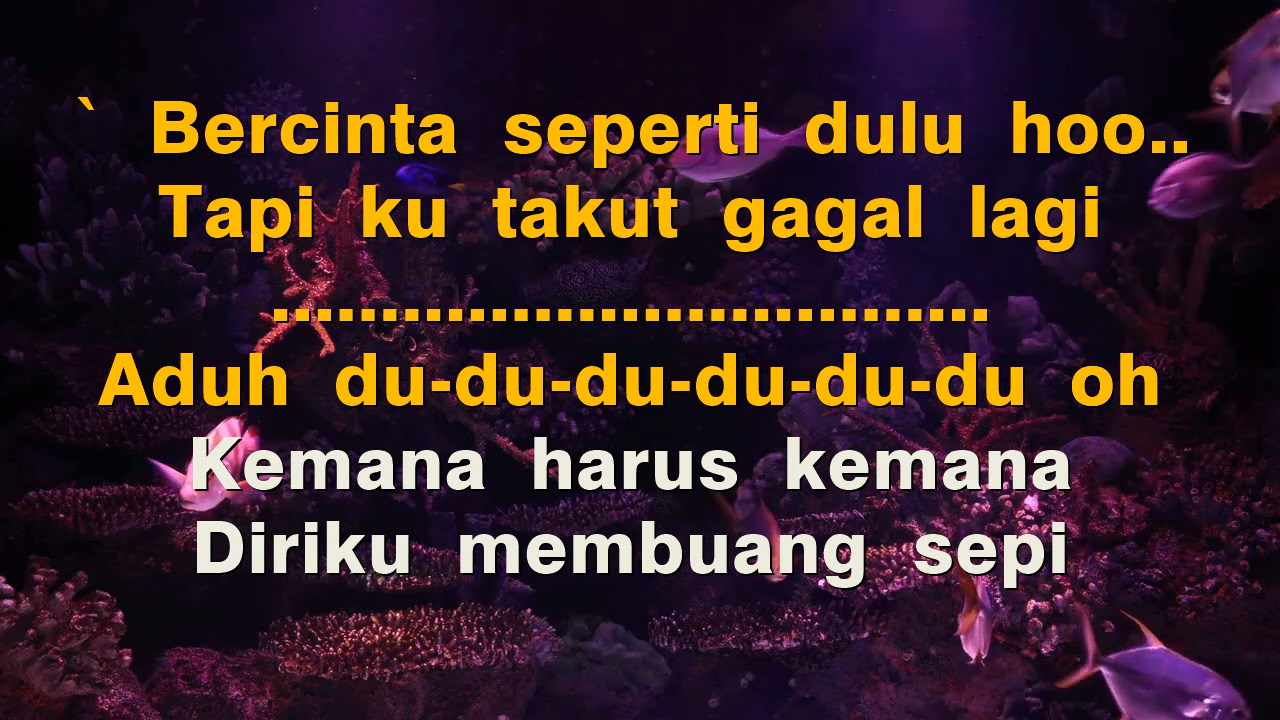 ` Bercinta seperti dulu hoo..
Tapi ku takut gagal lagi
.................................
Aduh du-du-du-du-du-du oh
Kemana harus kemana
Diriku membuang sepi